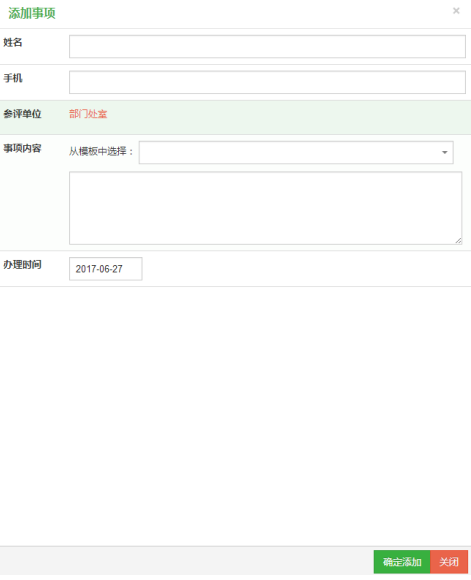 添加事项 ×
姓名
手机
参评单位 部门处室
事项内容 从模板中选择：
办理时间 2017-06-27
确定添加 关闭